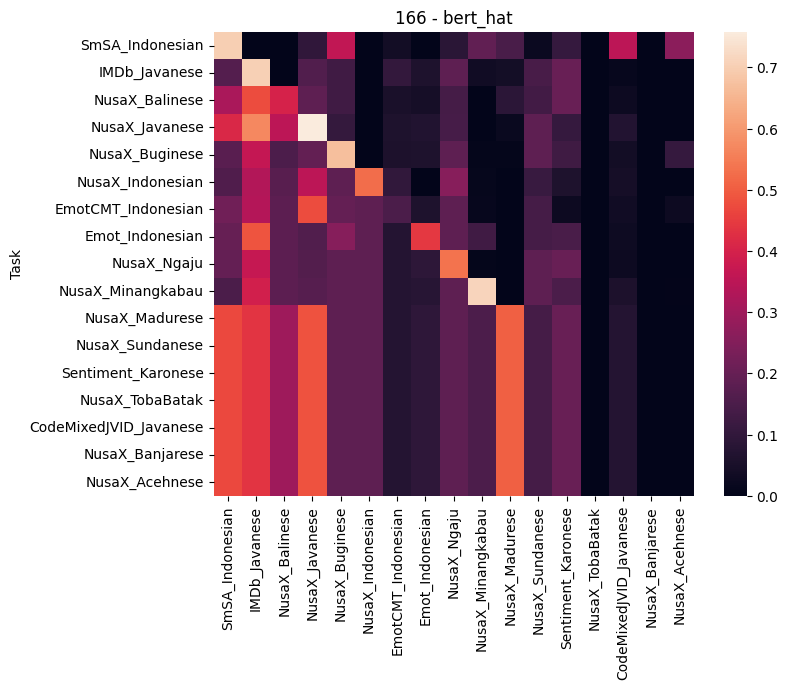 166 - bert_hat
Task
SmSA_Indonesian
IMDb_Javanese
NusaX_Balinese
NusaX_Javanese
NusaX_Buginese
NusaX_Indonesian
EmotCMT_Indonesian
Emot_Indonesian
NusaX_Ngaju
NusaX_Minangkabau
NusaX_Madurese
NusaX_Sundanese
Sentiment_Karonese
NusaX_TobaBatak
CodeMixedJVID_Javanese
NusaX_Banjarese
NusaX_Acehnese
0.7
0.6
0.5
0.4
0.3
0.2
0.1
0.0
SmSA_Indonesian
IMDb_Javanese
NusaX_Balinese
NusaX_Javanese
NusaX_Buginese
NusaX_Indonesian
EmotCMT_Indonesian
Emot_Indonesian
NusaX_Ngaju
NusaX_Minangkabau
NusaX_Madurese
NusaX_Sundanese
Sentiment_Karonese
NusaX_TobaBatak
CodeMixedJVID_Javanese
NusaX_Banjarese
NusaX_Acehnese